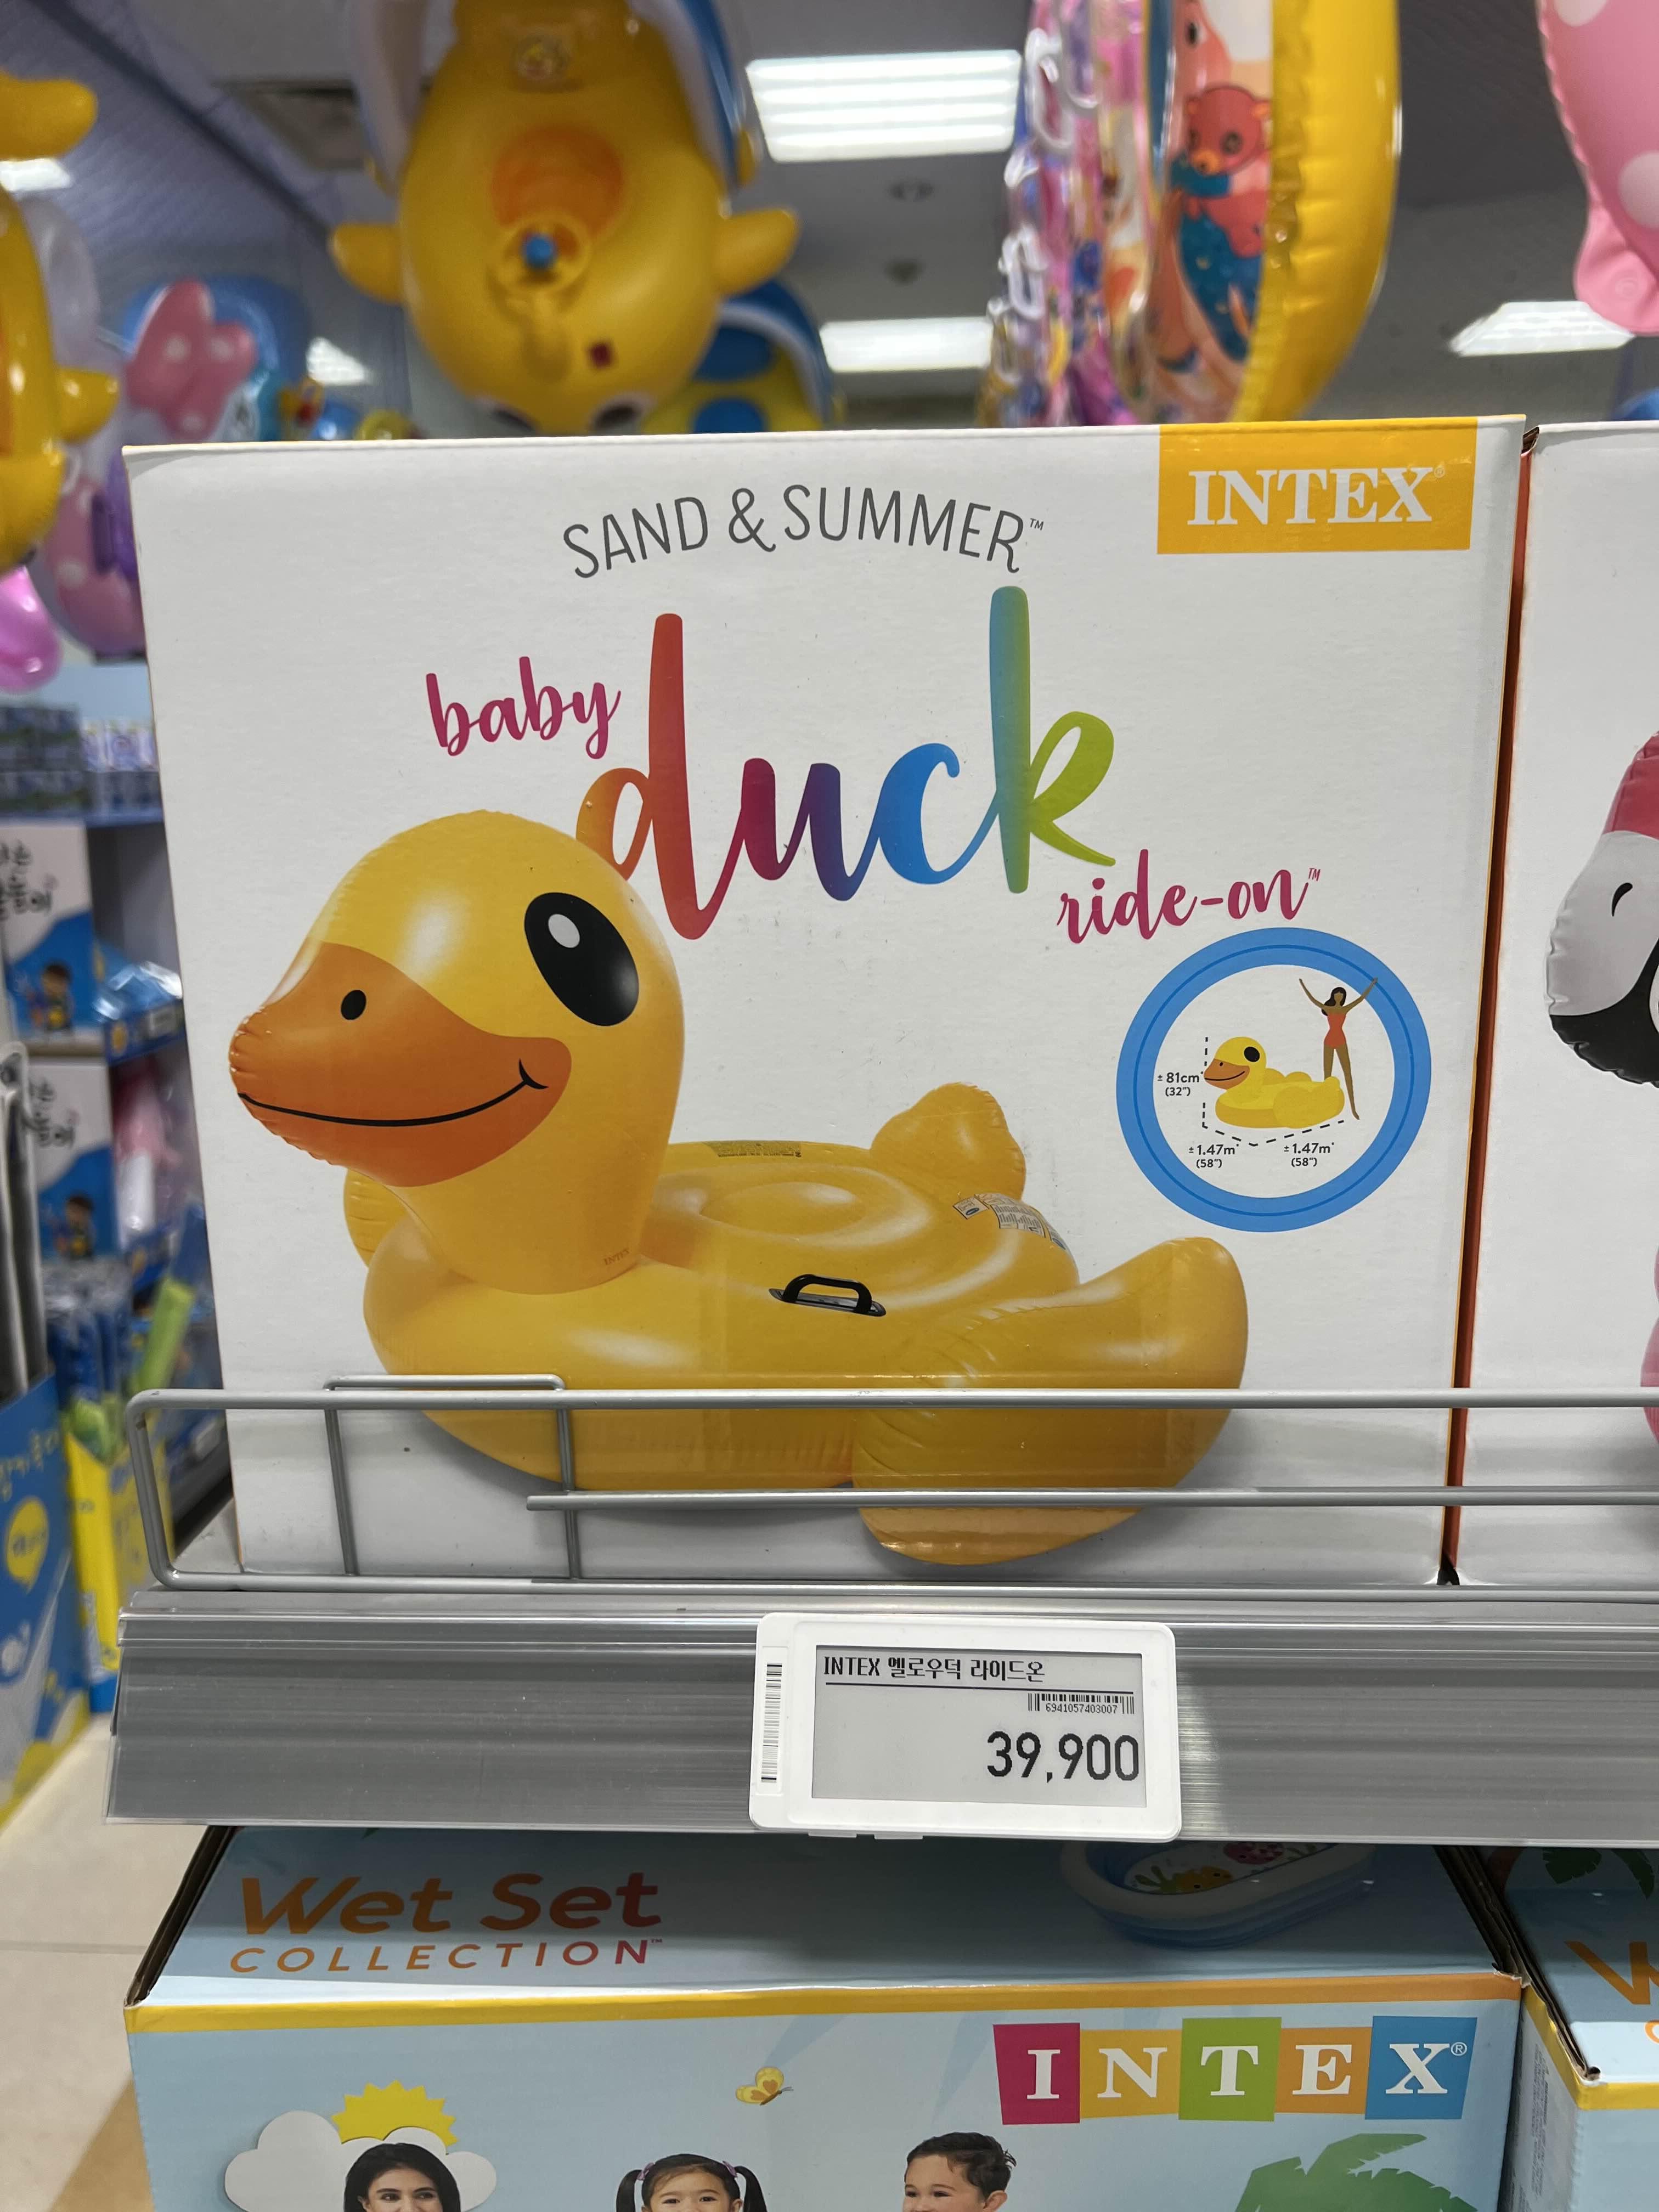 SAND & SUMMER™
INTEX®
baby
duck
ride-on™
±81cm*
(32")
±1.47m*
(58")
±1.47m*
(58")
INTEX
INTEX 옐로우덕 라이드온
6941057403007
39,900
Wet Set
COLLECTION™
INTEX®